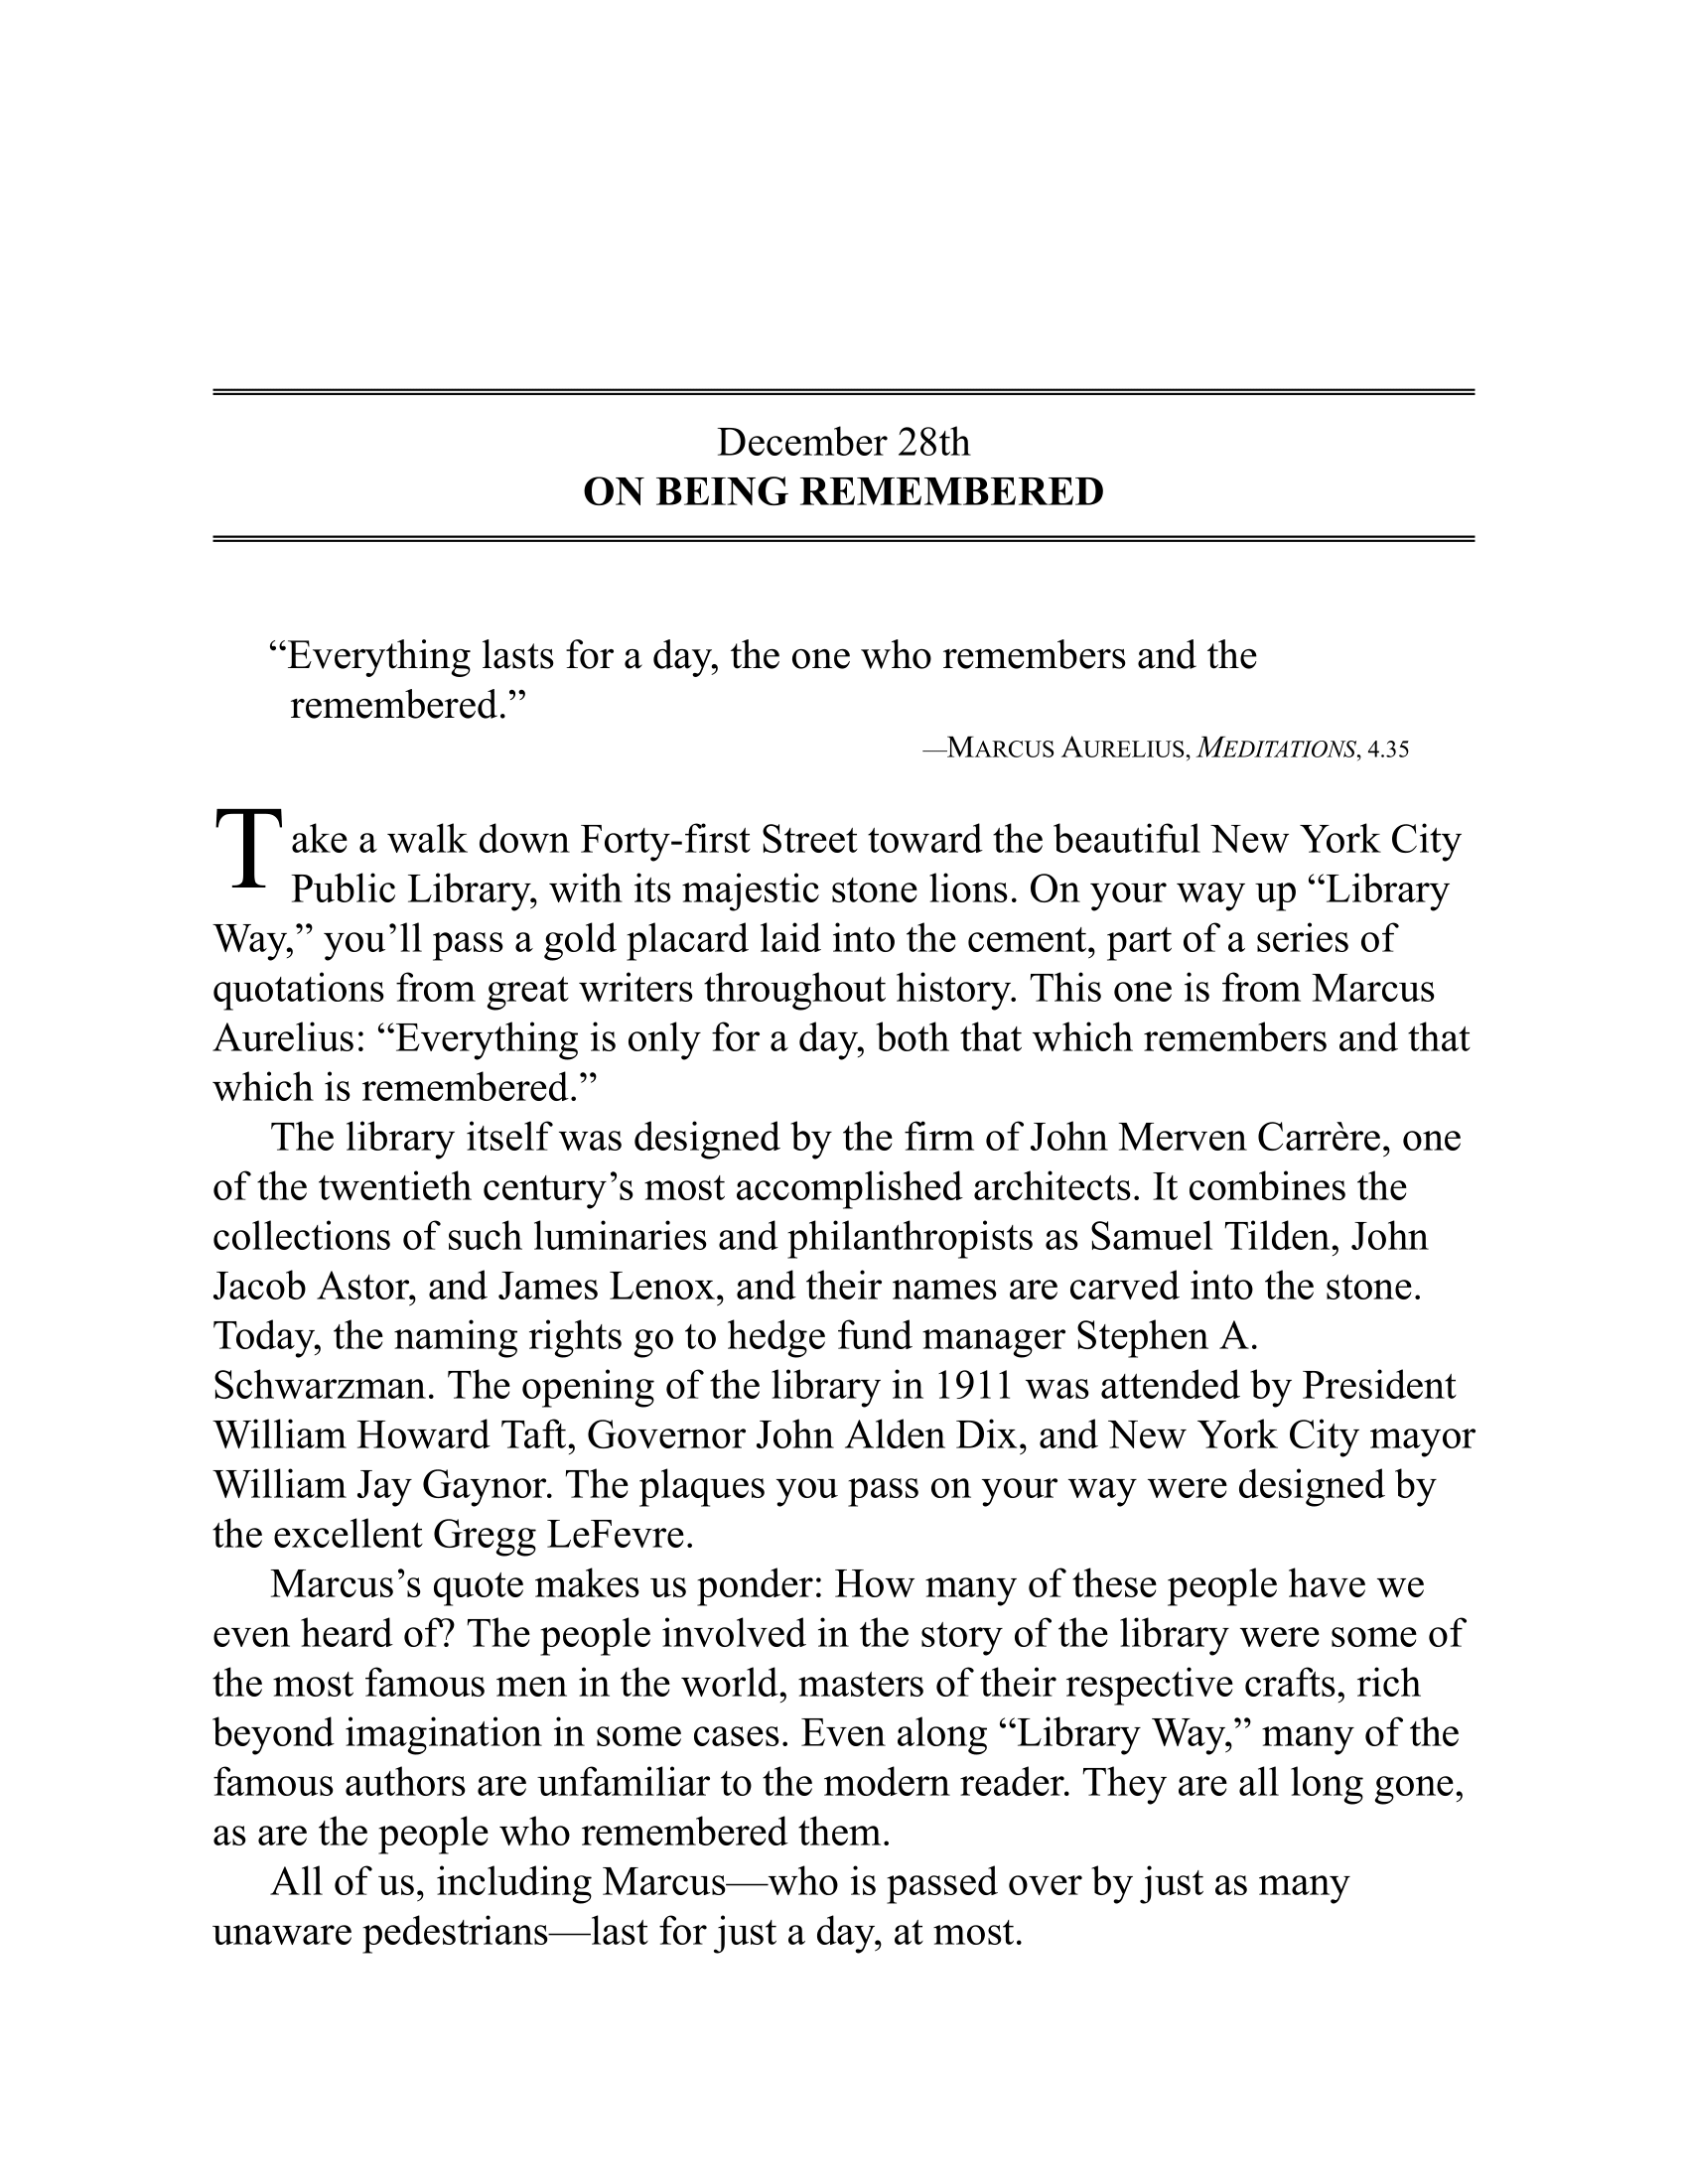 December 28th
ON BEING REMEMBERED
“Everything lasts for a day, the one who remembers and the
remembered.”
—MARCUS AURELIUS, MEDITATIONS, 4.35
Take a walk down Forty-first Street toward the beautiful New York City
Public Library, with its majestic stone lions. On your way up “Library
Way,” you’ll pass a gold placard laid into the cement, part of a series of
quotations from great writers throughout history. This one is from Marcus
Aurelius: “Everything is only for a day, both that which remembers and that
which is remembered.”
The library itself was designed by the firm of John Merven Carrère, one
of the twentieth century’s most accomplished architects. It combines the
collections of such luminaries and philanthropists as Samuel Tilden, John
Jacob Astor, and James Lenox, and their names are carved into the stone.
Today, the naming rights go to hedge fund manager Stephen A.
Schwarzman. The opening of the library in 1911 was attended by President
William Howard Taft, Governor John Alden Dix, and New York City mayor
William Jay Gaynor. The plaques you pass on your way were designed by
the excellent Gregg LeFevre.
Marcus’s quote makes us ponder: How many of these people have we
even heard of? The people involved in the story of the library were some of
the most famous men in the world, masters of their respective crafts, rich
beyond imagination in some cases. Even along “Library Way,” many of the
famous authors are unfamiliar to the modern reader. They are all long gone,
as are the people who remembered them.
All of us, including Marcus—who is passed over by just as many
unaware pedestrians—last for just a day, at most.